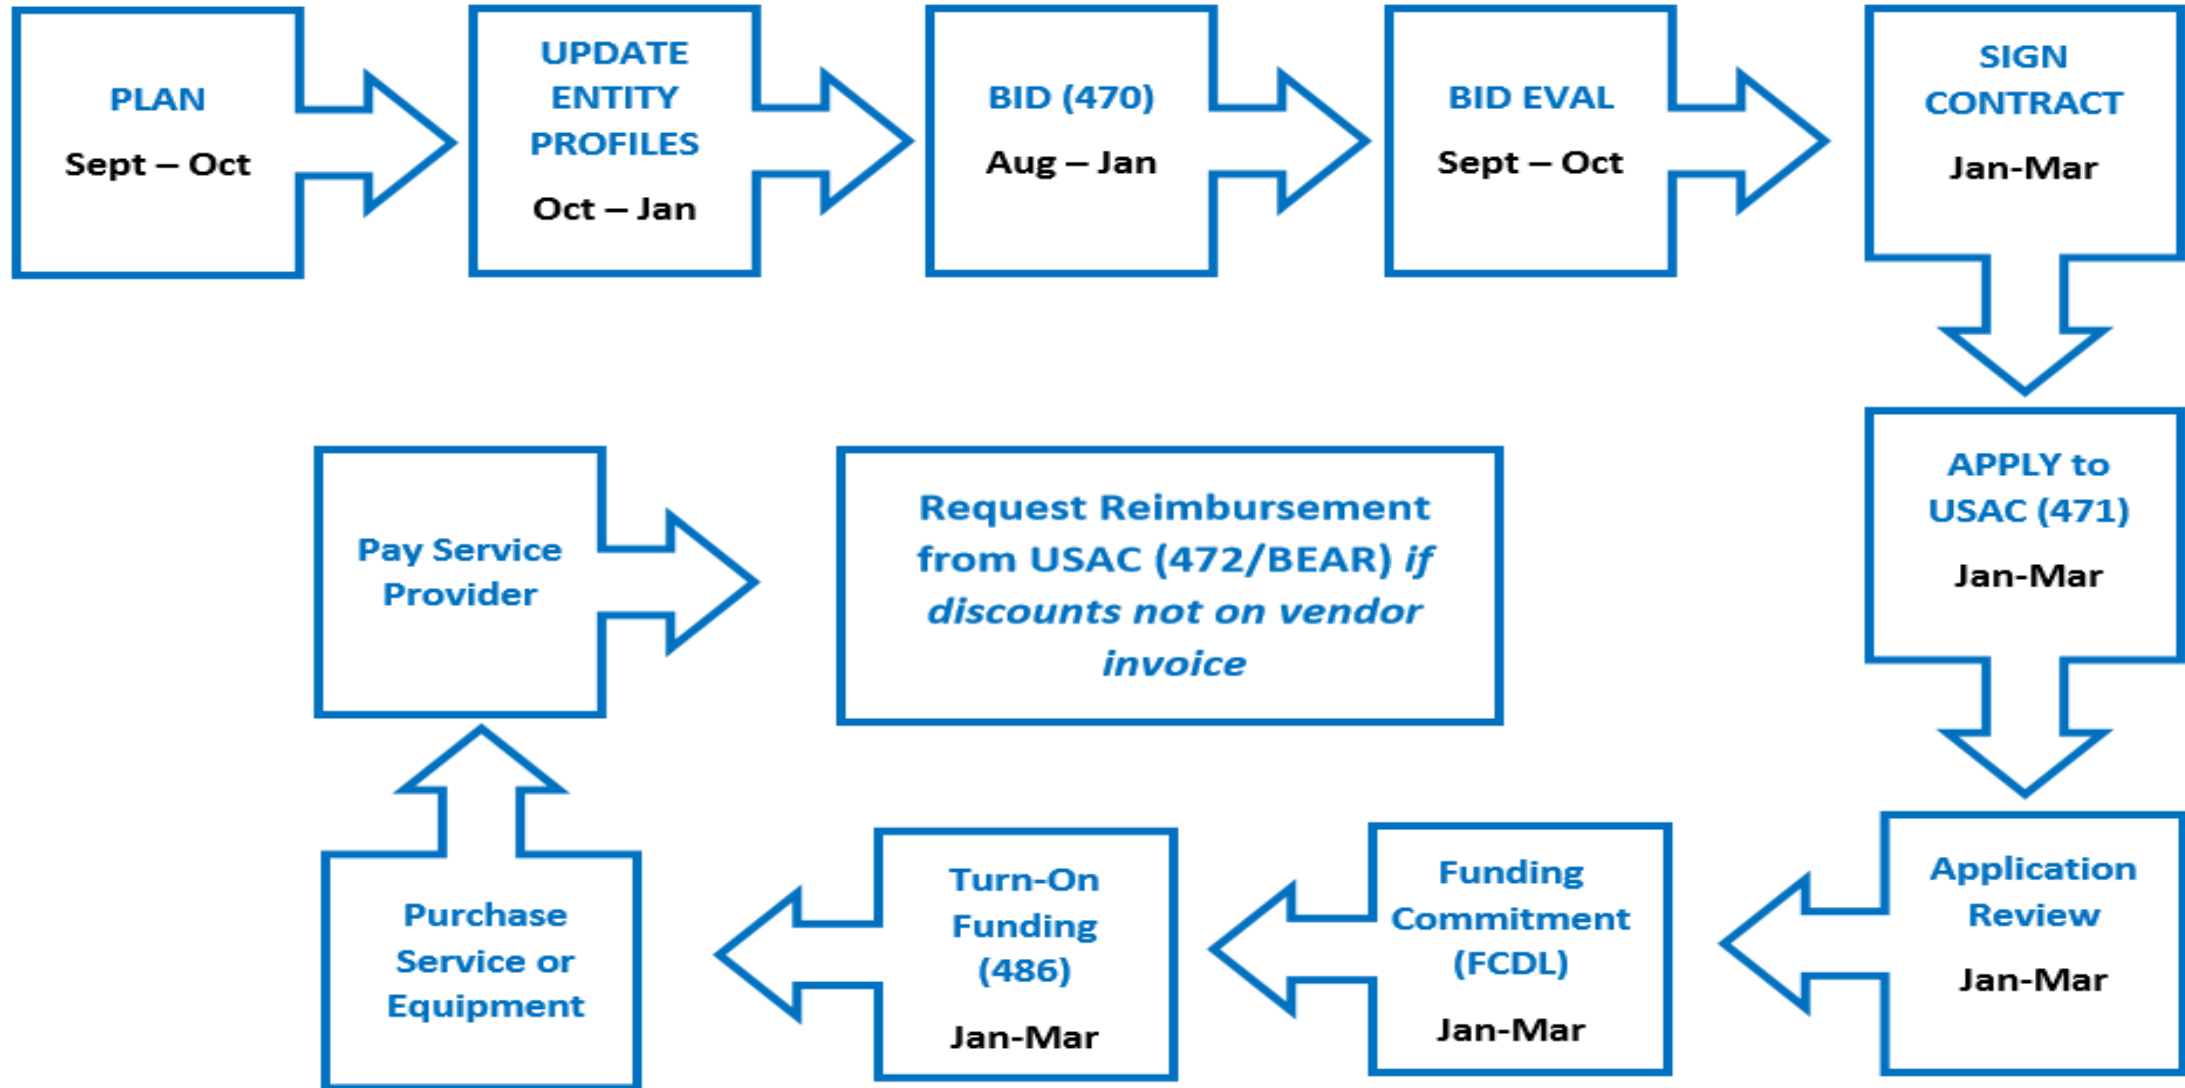 PLAN
Sept – Oct
UPDATE
ENTITY
PROFILES
Oct – Jan
BID (470)
Aug – Jan
BID EVAL
Sept – Oct
SIGN
CONTRACT
Jan-Mar
APPLY to
USAC (471)
Jan-Mar
Application
Review
Jan-Mar
Funding
Commitment
(FCDL)
Jan-Mar
Turn-On
Funding
(486)
Jan-Mar
Purchase
Service or
Equipment
Pay Service
Provider
Request Reimbursement
from USAC (472/BEAR) if
discounts not on vendor
invoice